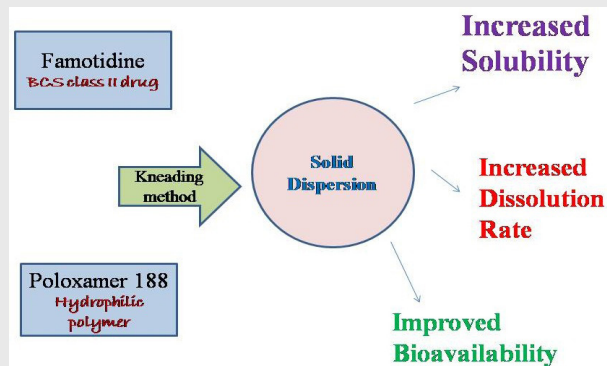 Famotidine
BCS class II drug
Kneading
method
Poloxamer 188
Hydrophilic
polymer
Solid
Dispersion
Increased
Solubility
Increased
Dissolution
Rate
Improved
Bioavailability